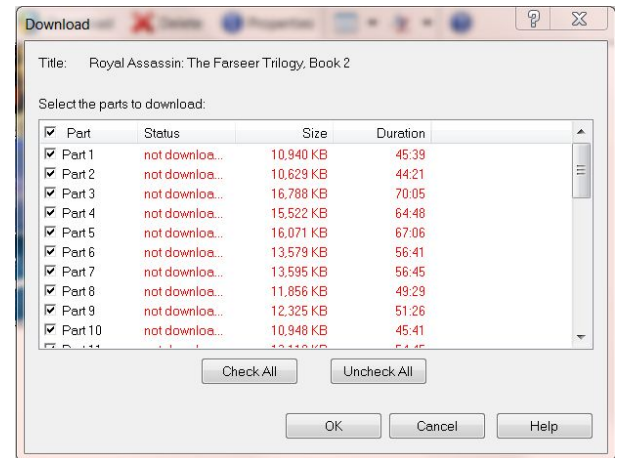 Download
Title: Royal Assassin: The Farseer Trilogy, Book 2
Select the parts to download:
Part Status Size Duration
Part 1 not downloa... 10,940 KB 45:39
Part 2 not downloa... 10,629 KB 44:21
Part 3 not downloa... 16,788 KB 70:05
Part 4 not downloa... 15,522 KB 64:48
Part 5 not downloa... 16,071 KB 67:06
Part 6 not downloa... 13,579 KB 56:41
Part 7 not downloa... 13,595 KB 56:45
Part 8 not downloa... 11,856 KB 49:29
Part 9 not downloa... 12,325 KB 51:26
Part 10 not downloa... 10,948 KB 45:41
Check All Uncheck All
OK Cancel Help